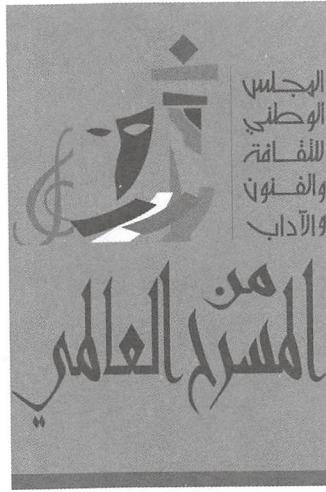 المجلس
الوطني
للثقافة
والفنون
والآداب
من
المسرح العالمي